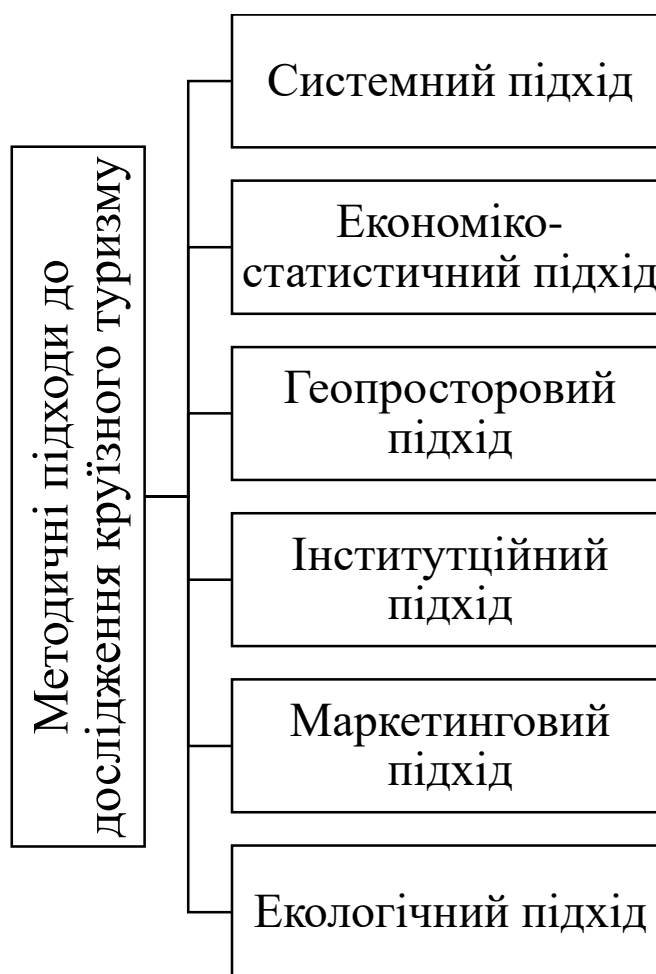 Методичні підходи до
дослідження круїзного туризму
Системний підхід
Економіко-
статистичний підхід
Геопросторовий
підхід
Інститутційний
підхід
Маркетинговий
підхід
Екологічний підхід